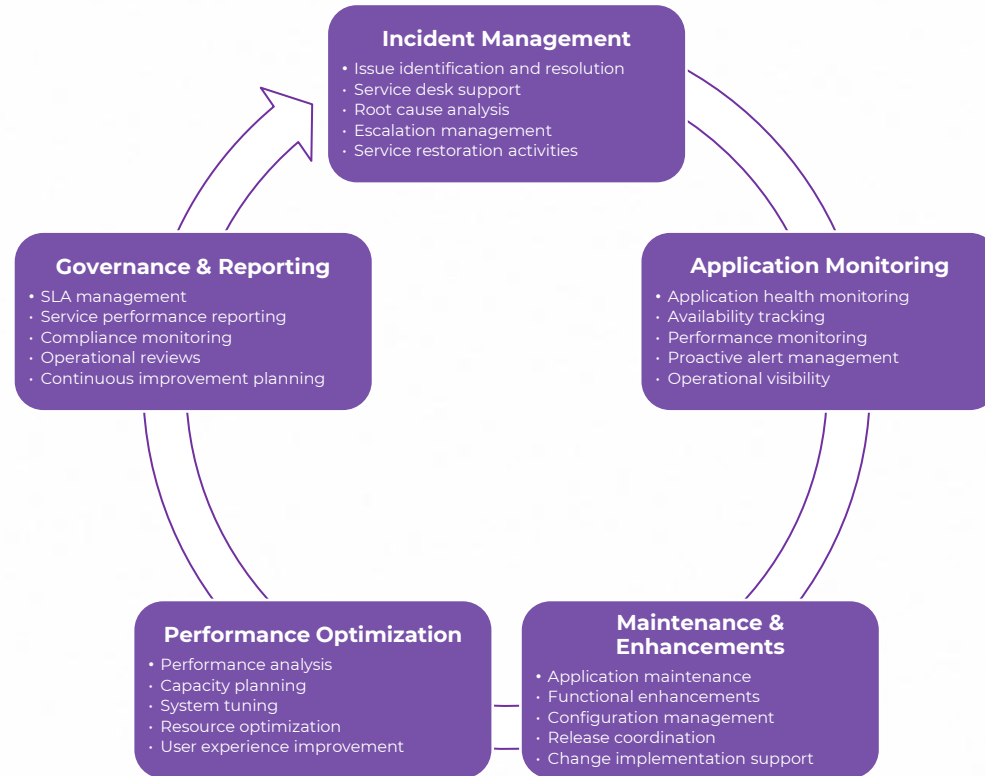 Incident Management
• Issue identification and resolution
• Service desk support
• Root cause analysis
• Escalation management
• Service restoration activities
Application Monitoring
• Application health monitoring
• Availability tracking
• Performance monitoring
• Proactive alert management
• Operational visibility
Maintenance &
Enhancements
• Application maintenance
• Functional enhancements
• Configuration management
• Release coordination
• Change implementation support
Performance Optimization
• Performance analysis
• Capacity planning
• System tuning
• Resource optimization
• User experience improvement
Governance & Reporting
• SLA management
• Service performance reporting
• Compliance monitoring
• Operational reviews
• Continuous improvement planning